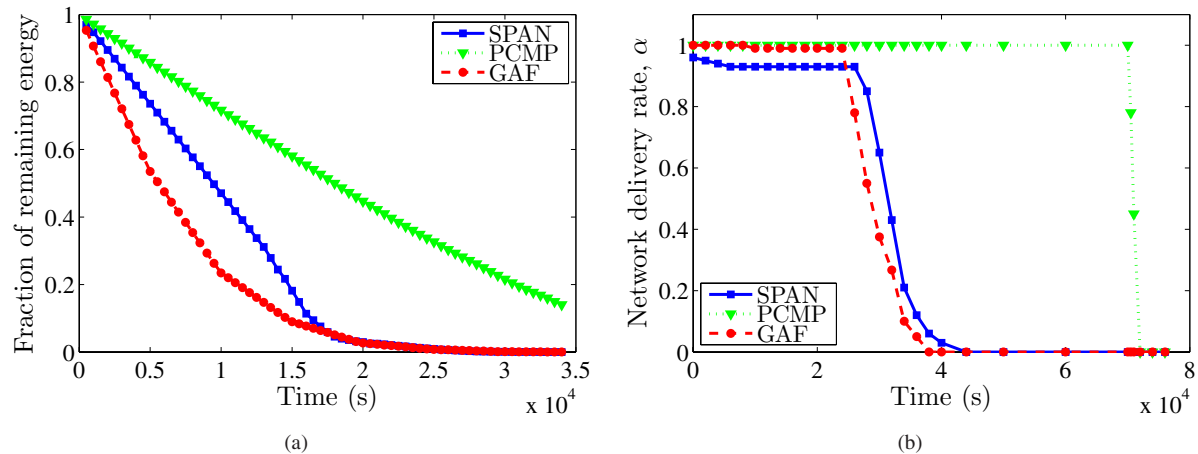 Fraction of remaining energy
1
0.8
0.6
0.4
0.2
0
SPAN
PCMP
GAF
0 0.5 1 1.5 2 2.5 3 3.5
Time (s)
x 10^4
(a)
Network delivery rate, α
1
0.8
0.6
0.4
0.2
0
SPAN
PCMP
GAF
0 2 4 6 8
Time (s)
x 10^4
(b)